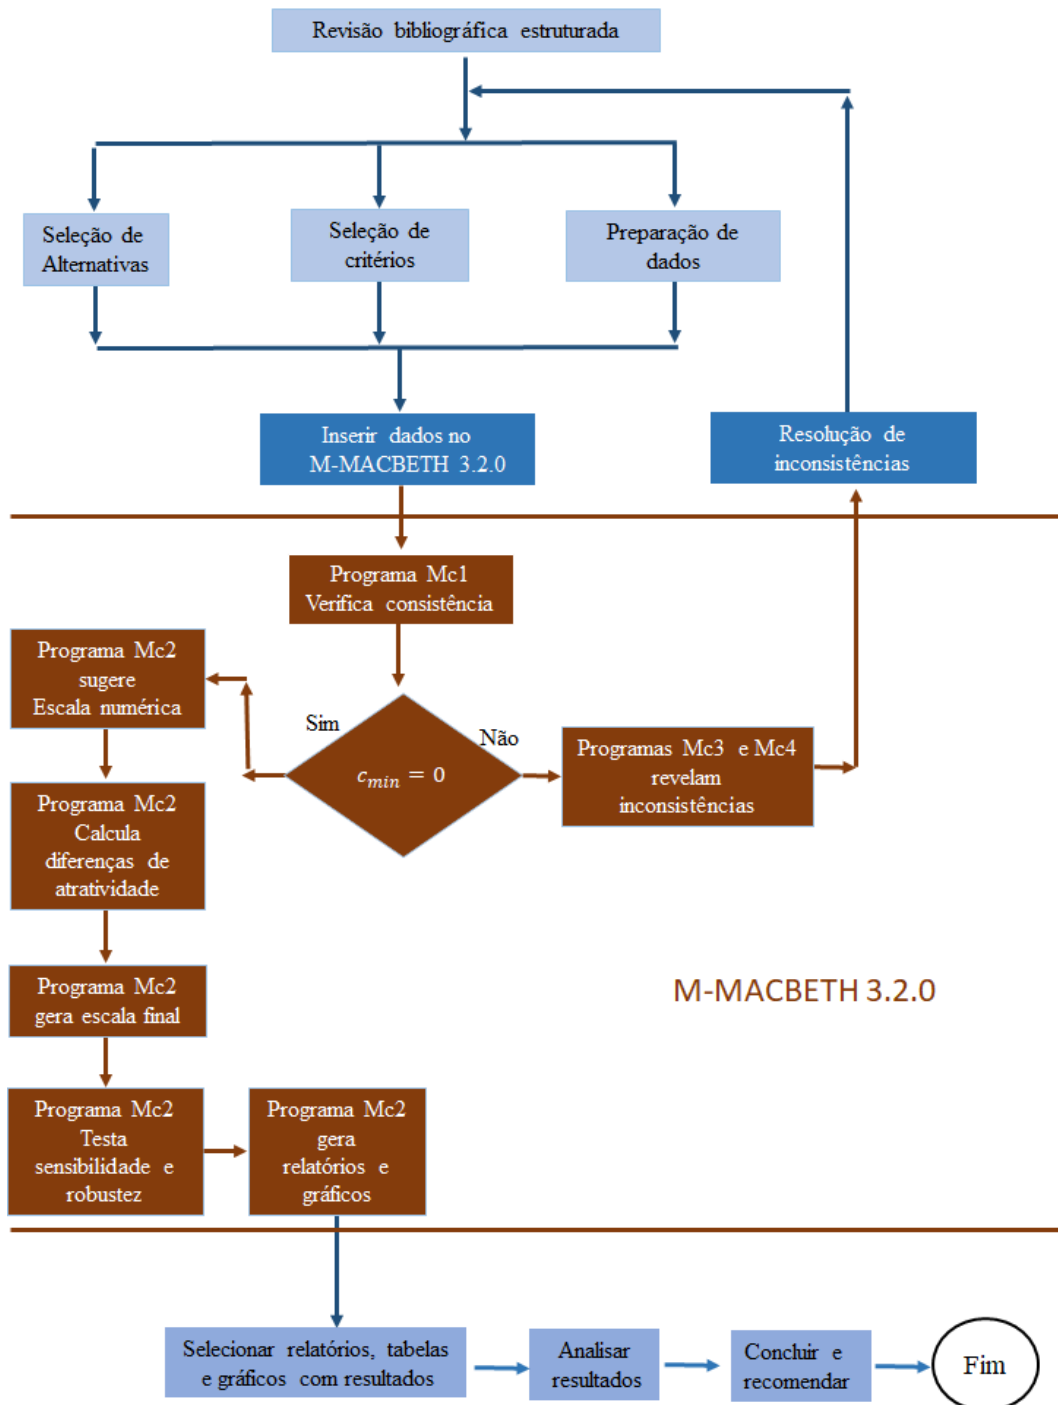 Revisão bibliográfica estruturada
Seleção de
Alternativas
Seleção de
critérios
Preparação de
dados
Inserir dados no
M-MACBETH 3.2.0
Resolução de
inconsistências
Programa Mc1
Verifica consistência
Programa Mc2
sugere
Escala numérica
Sim
Não
c_min = 0
Programas Mc3 e Mc4
revelam
inconsistências
Programa Mc2
Calcula
diferenças de
atratividade
Programa Mc2
gera escala final
M-MACBETH 3.2.0
Programa Mc2
Testa
sensibilidade e
robustez
Programa Mc2
gera
relatórios e
gráficos
Selecionar relatórios, tabelas
e gráficos com resultados
Analisar
resultados
Concluir e
recomendar
Fim